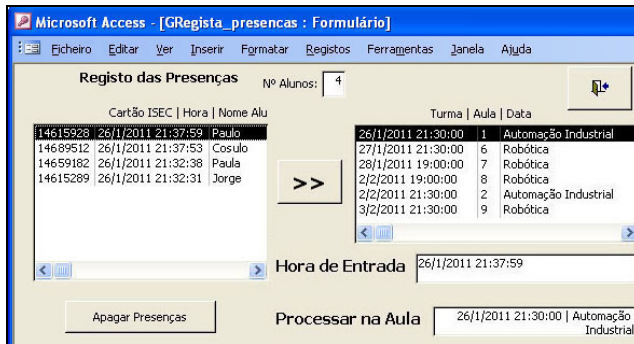 Microsoft Access - [GRegista_presencas : Formulário]
Ficheiro Editar Ver Inserir Formatar Registos Ferramentas Janela Ajuda
Registo das Presenças Nº Alunos: 4
Cartão ISEC | Hora | Nome Alu
14615928 26/1/2011 21:37:59 Paulo
14689512 26/1/2011 21:37:53 Cosulo
14659182 26/1/2011 21:32:38 Paula
14615289 26/1/2011 21:32:31 Jorge
>>
Turma | Aula | Data
26/1/2011 21:30:00 1 Automação Industrial
27/1/2011 21:30:00 6 Robótica
28/1/2011 19:00:00 7 Robótica
2/2/2011 19:00:00 8 Robótica
2/2/2011 21:30:00 2 Automação Industrial
3/2/2011 21:30:00 9 Robótica
Hora de Entrada 26/1/2011 21:37:59
Apagar Presenças
Processar na Aula 26/1/2011 21:30:00 | Automação
Industrial